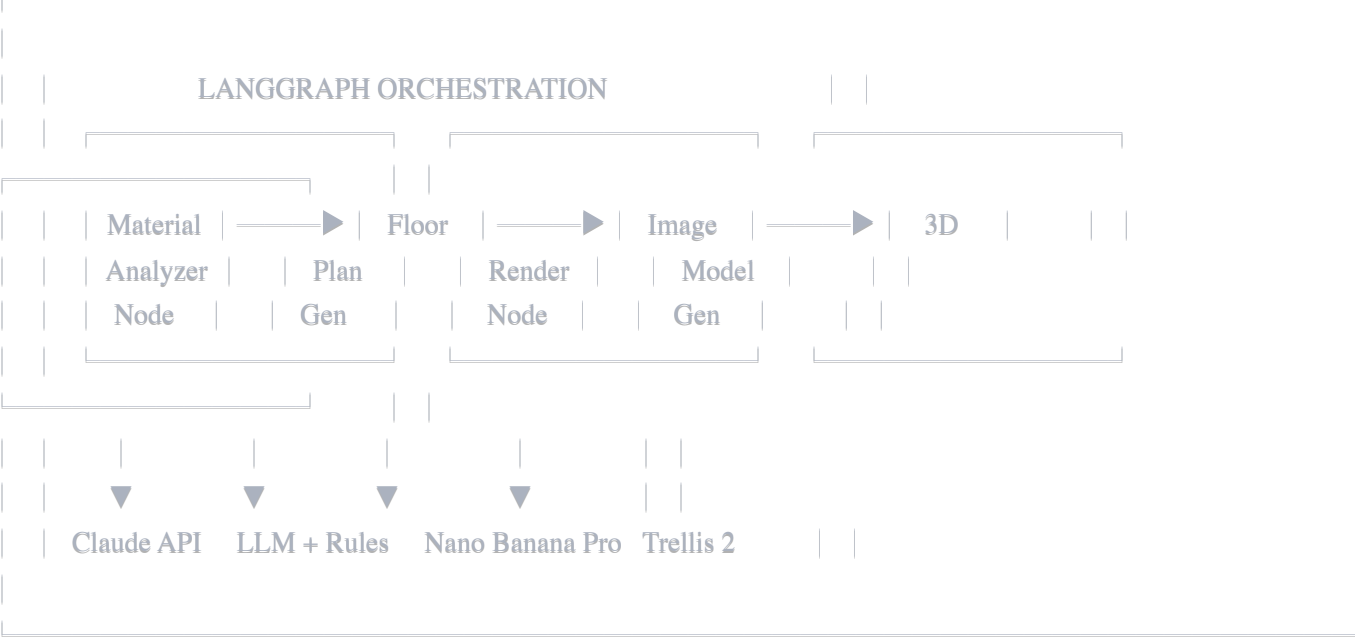 LANGGRAPH ORCHESTRATION
Material Floor Image 3D
Analyzer Plan Render Model
Node Gen Node Gen
Claude API LLM + Rules Nano Banana Pro Trellis 2